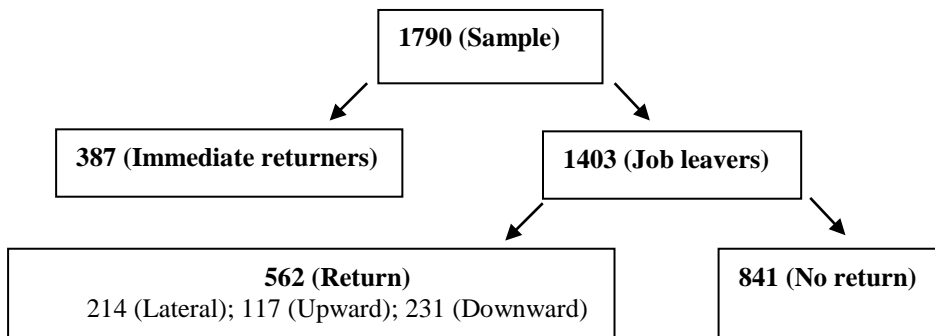 1790 (Sample)
387 (Immediate returners)
1403 (Job leavers)
562 (Return)
214 (Lateral); 117 (Upward); 231 (Downward)
841 (No return)